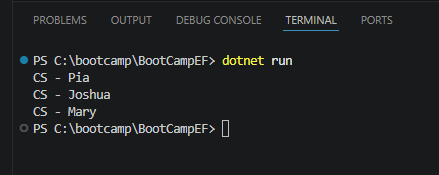 PROBLEMS OUTPUT DEBUG CONSOLE TERMINAL PORTS
PS C:\bootcamp\BootCampEF> dotnet run
CS - Pia
CS - Joshua
CS - Mary
PS C:\bootcamp\BootCampEF>